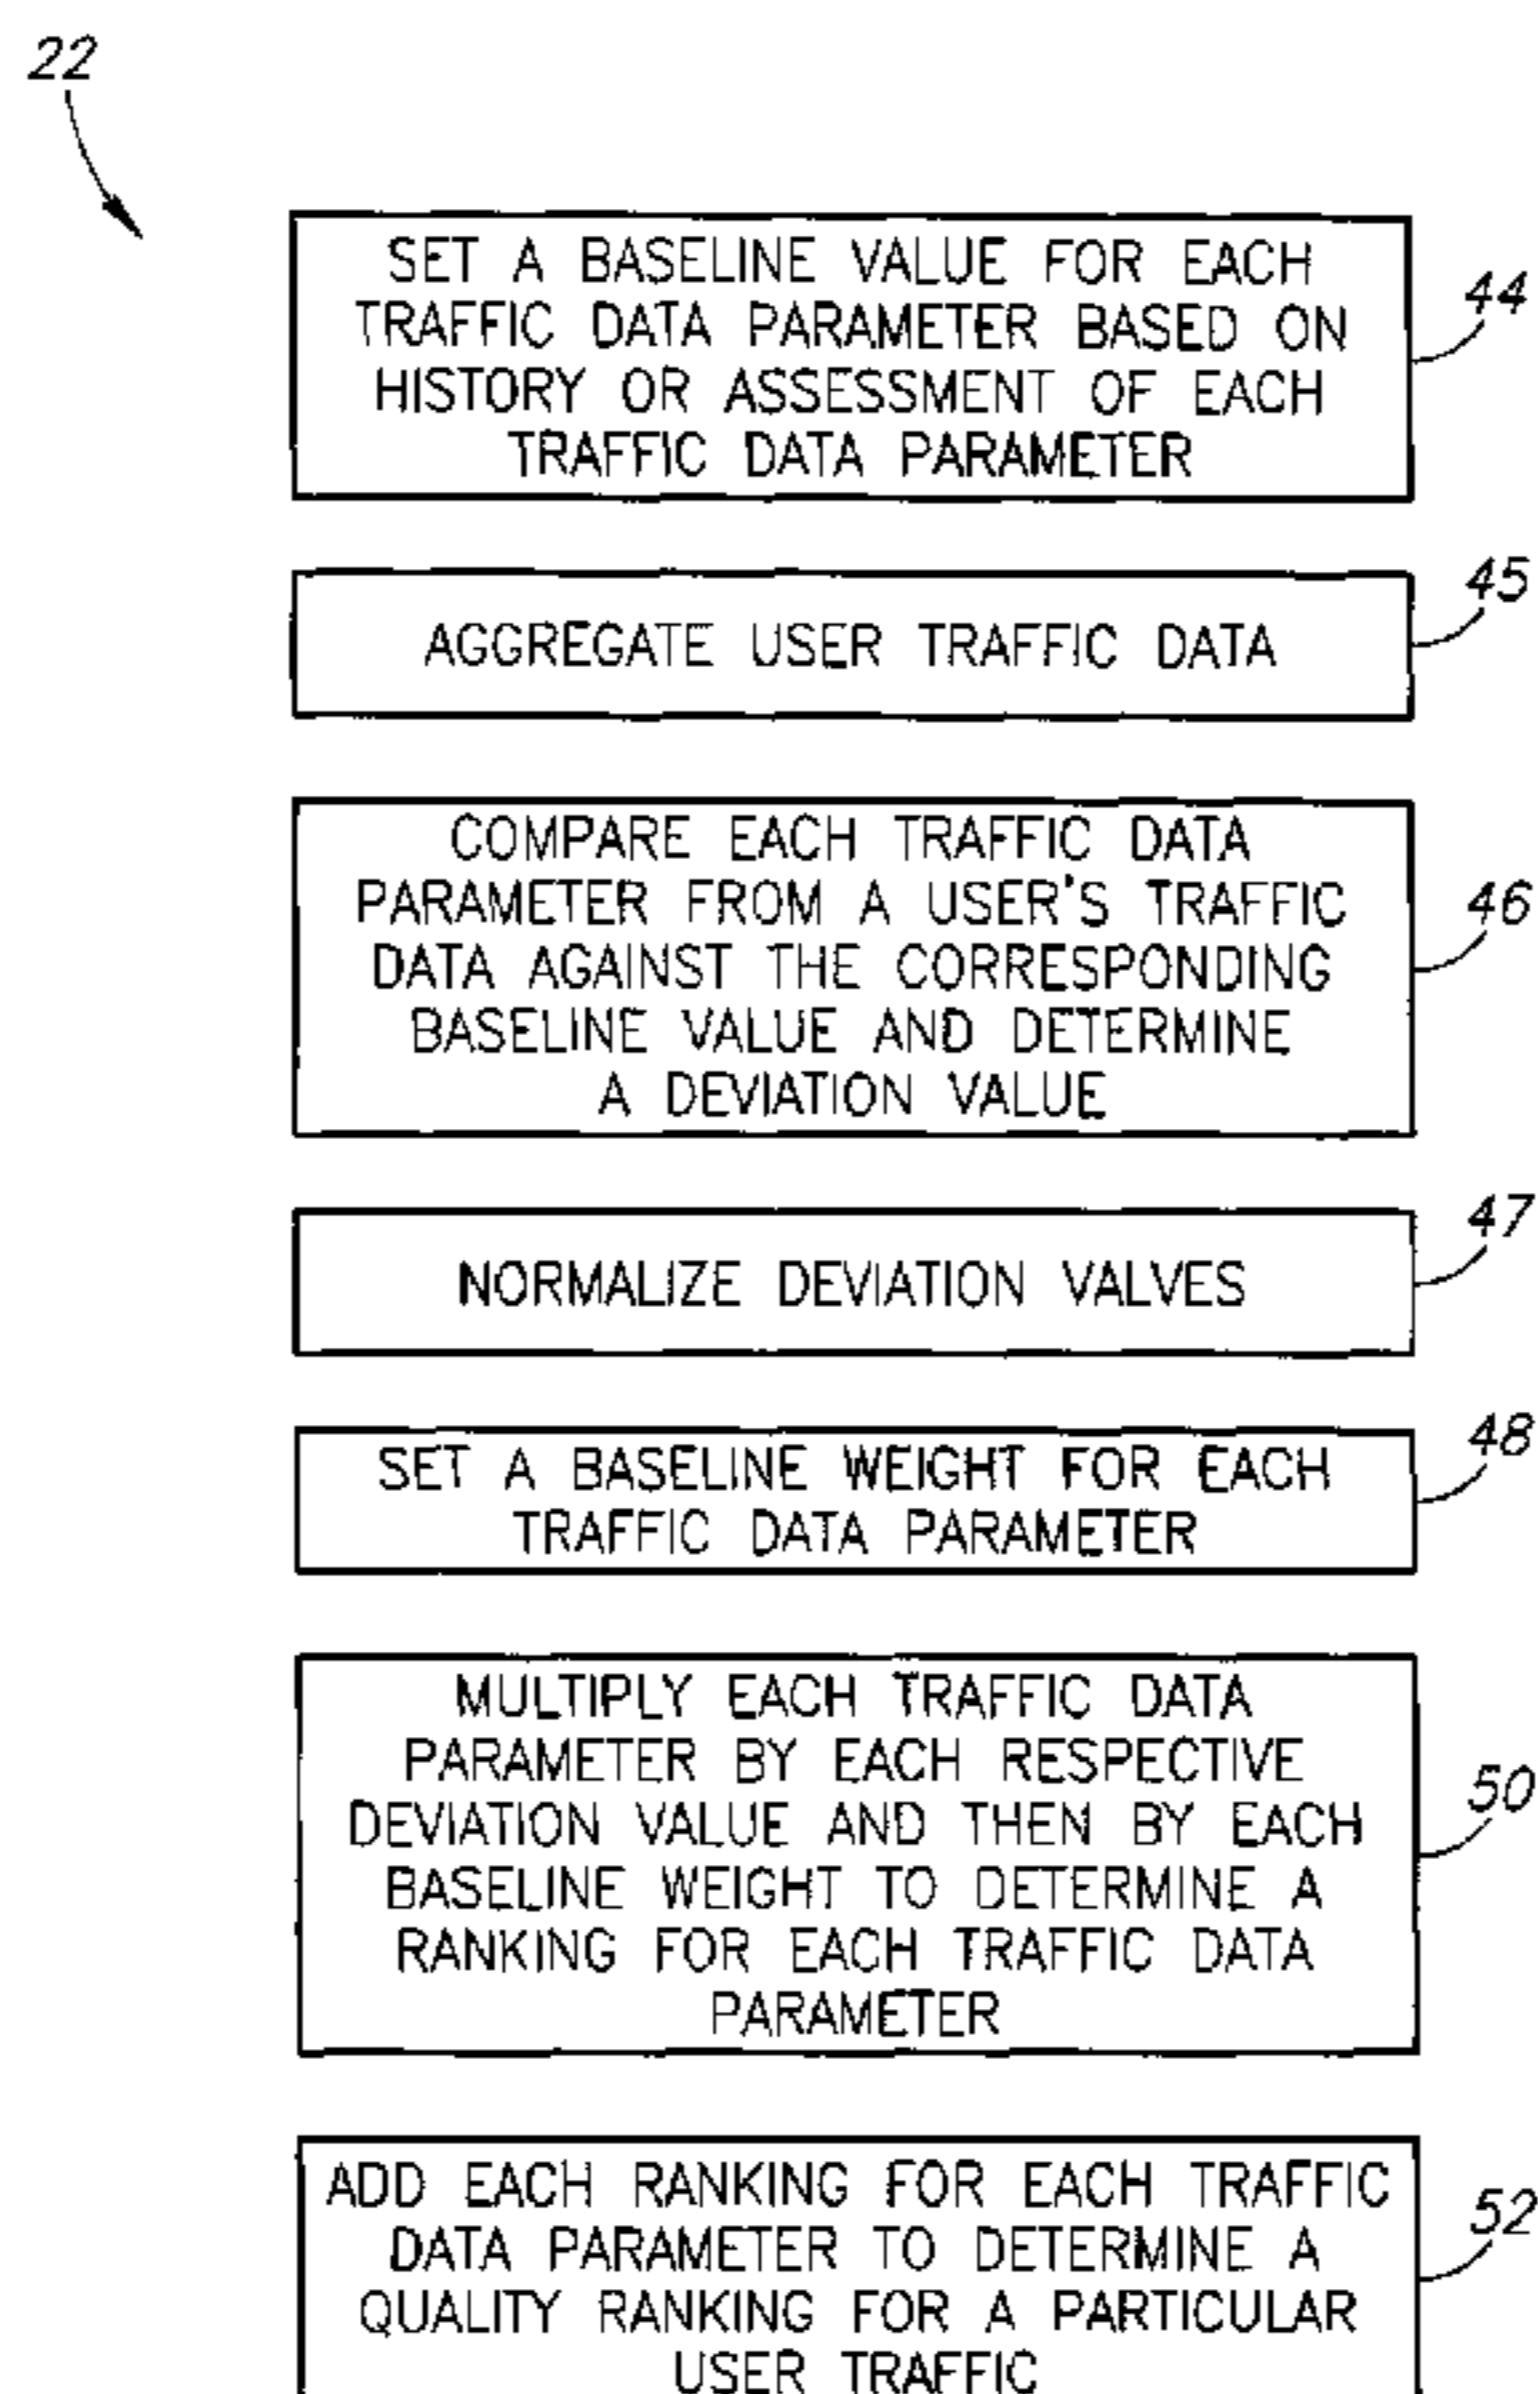 22
SET A BASELINE VALUE FOR EACH
TRAFFIC DATA PARAMETER BASED ON
HISTORY OR ASSESSMENT OF EACH
TRAFFIC DATA PARAMETER
44
AGGREGATE USER TRAFFIC DATA
45
COMPARE EACH TRAFFIC DATA
PARAMETER FROM A USER'S TRAFFIC
DATA AGAINST THE CORRESPONDING
BASELINE VALUE AND DETERMINE
A DEVIATION VALUE
46
NORMALIZE DEVIATION VALVES
47
SET A BASELINE WEIGHT FOR EACH
TRAFFIC DATA PARAMETER
48
MULTIPLY EACH TRAFFIC DATA
PARAMETER BY EACH RESPECTIVE
DEVIATION VALUE AND THEN BY EACH
BASELINE WEIGHT TO DETERMINE A
RANKING FOR EACH TRAFFIC DATA
PARAMETER
50
ADD EACH RANKING FOR EACH TRAFFIC
DATA PARAMETER TO DETERMINE A
QUALITY RANKING FOR A PARTICULAR
USER TRAFFIC
52